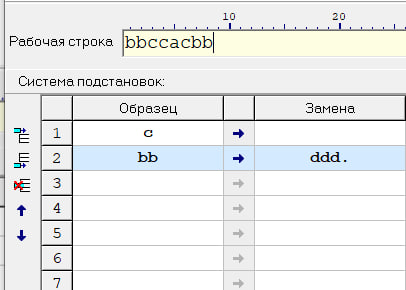 10 20
Рабочая строка bbccacbb
Система подстановок:
Образец Замена
1 c
2 bb ddd.
3
4
5
6
7